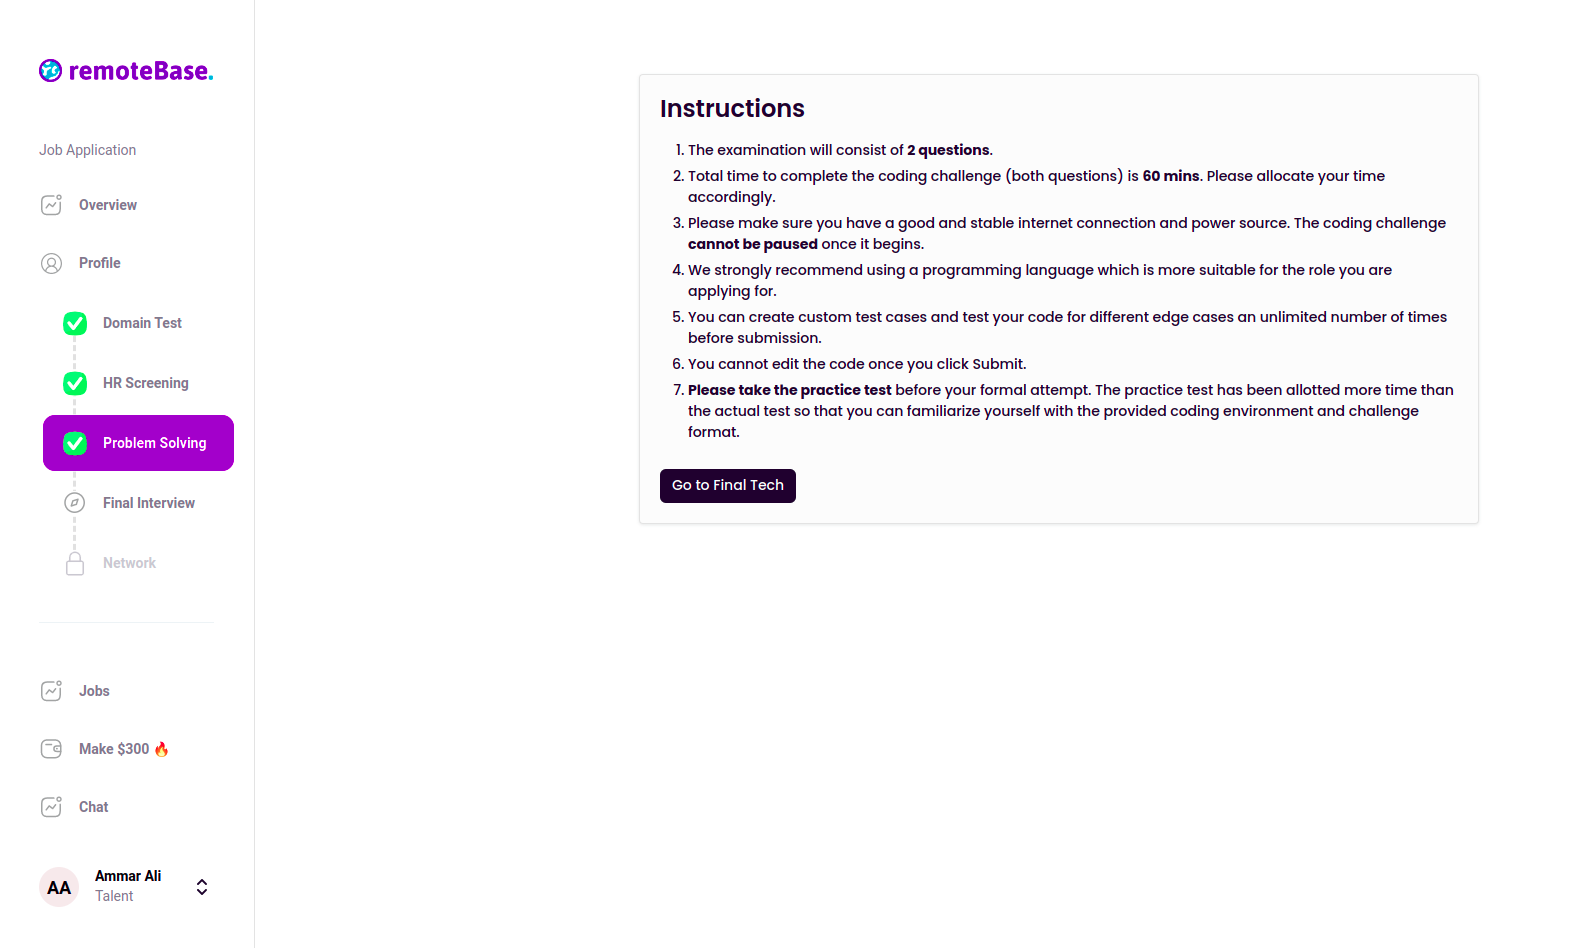 remoteBase.
Job Application
Overview
Profile
Domain Test
HR Screening
Problem Solving
Final Interview
Network
Jobs
Make $300 🔥
Chat
AA
Ammar Ali
Talent
Instructions
1. The examination will consist of 2 questions.
2. Total time to complete the coding challenge (both questions) is 60 mins. Please allocate your time
accordingly.
3. Please make sure you have a good and stable internet connection and power source. The coding challenge
cannot be paused once it begins.
4. We strongly recommend using a programming language which is more suitable for the role you are
applying for.
5. You can create custom test cases and test your code for different edge cases an unlimited number of times
before submission.
6. You cannot edit the code once you click Submit.
7. Please take the practice test before your formal attempt. The practice test has been allotted more time than
the actual test so that you can familiarize yourself with the provided coding environment and challenge
format.
Go to Final Tech